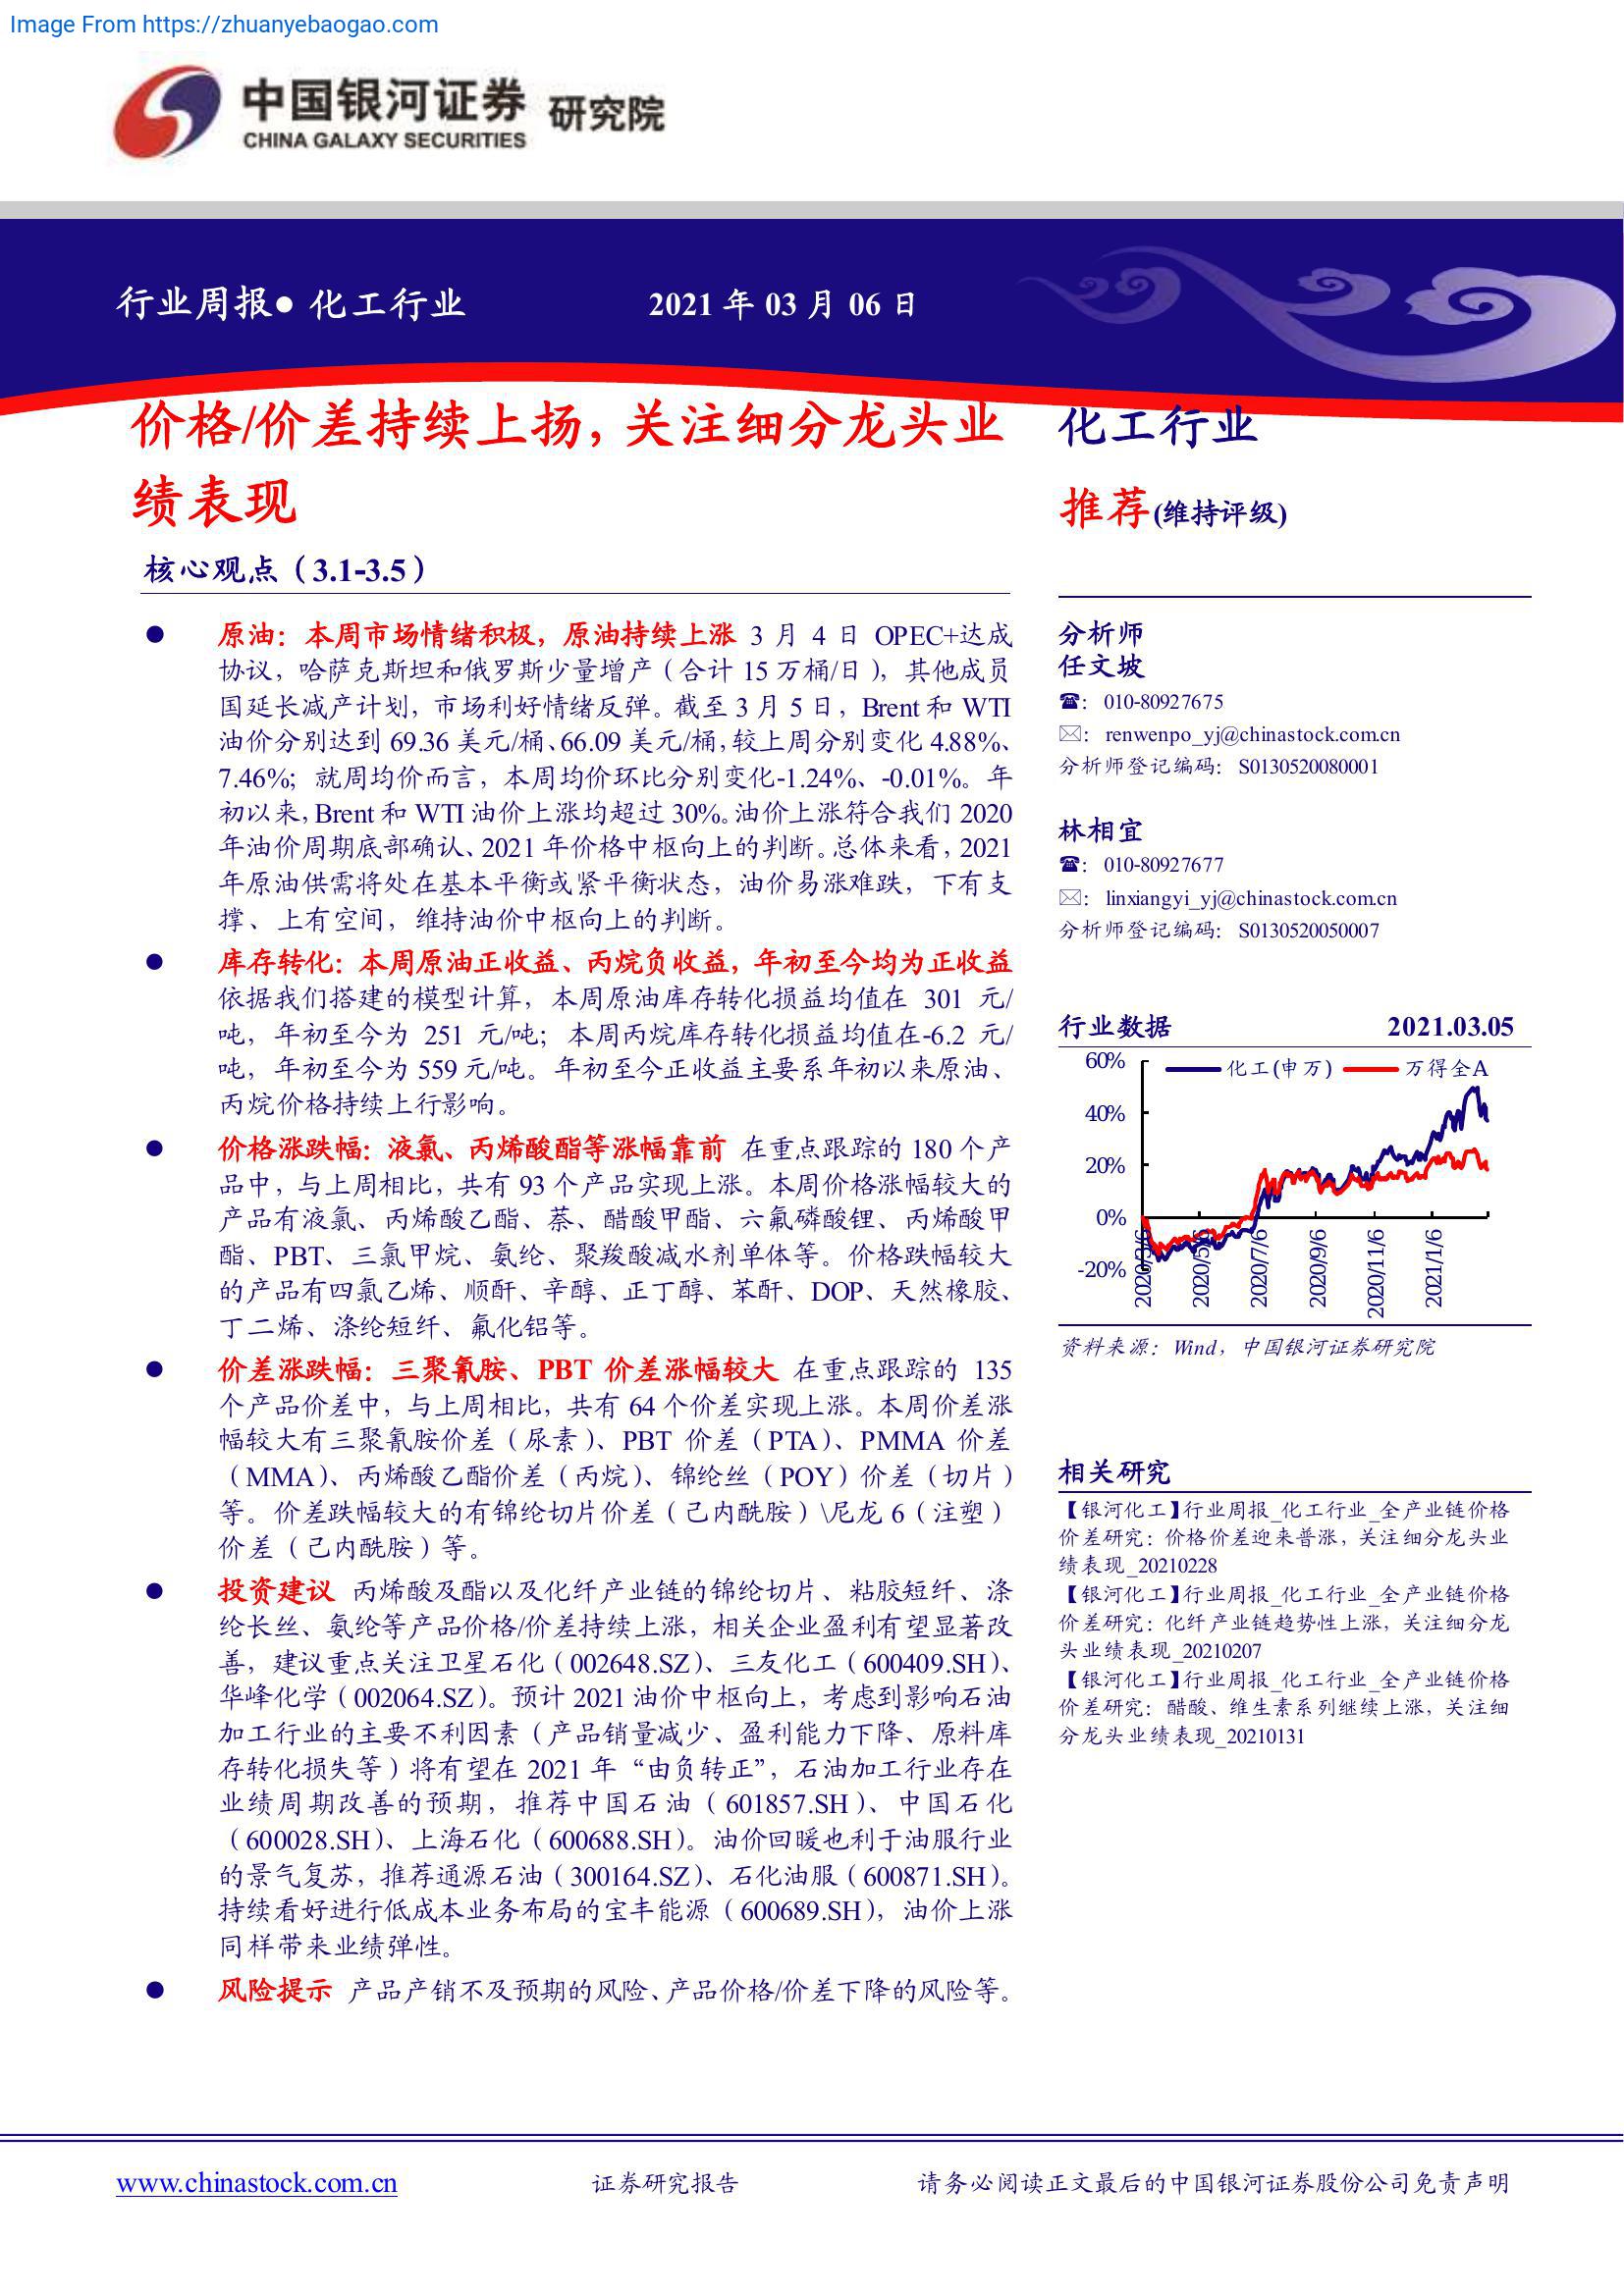 Image From https://zhuanyebaogao.com
中国银河证券 研究院
CHINA GALAXY SECURITIES
行业周报● 化工行业 2021 年 03 月 06 日
价格/价差持续上扬，关注细分龙头业
绩表现
核心观点（3.1-3.5）
● 原油：本周市场情绪积极，原油持续上涨 3 月 4 日 OPEC+达成
协议，哈萨克斯坦和俄罗斯少量增产（合计 15 万桶/日），其他成员
国延长减产计划，市场利好情绪反弹。截至 3 月 5 日，Brent 和 WTI
油价分别达到 69.36 美元/桶、66.09 美元/桶，较上周分别变化 4.88%、
7.46%；就周均价而言，本周均价环比分别变化-1.24%、-0.01%。年
初以来，Brent 和 WTI 油价上涨均超过 30%。油价上涨符合我们 2020
年油价周期底部确认、2021 年价格中枢向上的判断。总体来看，2021
年原油供需将处在基本平衡或紧平衡状态，油价易涨难跌，下有支
撑、上有空间，维持油价中枢向上的判断。
● 库存转化：本周原油正收益、丙烷负收益，年初至今均为正收益
依据我们搭建的模型计算，本周原油库存转化损益均值在 301 元/
吨，年初至今为 251 元/吨；本周丙烷库存转化损益均值在-6.2 元/
吨，年初至今为 559 元/吨。年初至今正收益主要系年初以来原油、
丙烷价格持续上行影响。
● 价格涨跌幅：液氯、丙烯酸酯等涨幅靠前 在重点跟踪的 180 个产
品中，与上周相比，共有 93 个产品实现上涨。本周价格涨幅较大的
产品有液氯、丙烯酸乙酯、萘、醋酸甲酯、六氟磷酸锂、丙烯酸甲
酯、PBT、三氯甲烷、氨纶、聚羧酸减水剂单体等。价格跌幅较大
的产品有四氯乙烯、顺酐、辛醇、正丁醇、苯酐、DOP、天然橡胶、
丁二烯、涤纶短纤、氟化铝等。
● 价差涨跌幅：三聚氰胺、PBT 价差涨幅较大 在重点跟踪的 135
个产品价差中，与上周相比，共有 64 个价差实现上涨。本周价差涨
幅较大有三聚氰胺价差（尿素）、PBT 价差（PTA）、PMMA 价差
（MMA）、丙烯酸乙酯价差（丙烷）、锦纶丝（POY）价差（切片）
等。价差跌幅较大的有锦纶切片价差（己内酰胺）\尼龙 6（注塑）
价差（己内酰胺）等。
● 投资建议 丙烯酸及酯以及化纤产业链的锦纶切片、粘胶短纤、涤
纶长丝、氨纶等产品价格/价差持续上涨，相关企业盈利有望显著改
善，建议重点关注卫星石化（002648.SZ）、三友化工（600409.SH）、
华峰化学（002064.SZ）。预计 2021 油价中枢向上，考虑到影响石油
加工行业的主要不利因素（产品销量减少、盈利能力下降、原料库
存转化损失等）将有望在 2021 年“由负转正”，石油加工行业存在
业绩周期改善的预期，推荐中国石油（601857.SH）、中国石化
（600028.SH）、上海石化（600688.SH）。油价回暖也利于油服行业
的景气复苏，推荐通源石油（300164.SZ）、石化油服（600871.SH）。
持续看好进行低成本业务布局的宝丰能源（600689.SH），油价上涨
同样带来业绩弹性。
● 风险提示 产品产销不及预期的风险、产品价格/价差下降的风险等。
化工行业
推荐(维持评级)
分析师
任文坡
☎： 010-80927675
✉： renwenpo_yj@chinastock.com.cn
分析师登记编码： S0130520080001
林相宜
☎： 010-80927677
✉： linxiangyi_yj@chinastock.com.cn
分析师登记编码： S0130520050007
行业数据 2021.03.05
化工(申万) 万得全A
60%
40%
20%
0%
-20%
2020/3/6 2020/5/6 2020/7/6 2020/9/6 2020/11/6 2021/1/6
资料来源：Wind，中国银河证券研究院
相关研究
【银河化工】行业周报_化工行业_全产业链价格
价差研究：价格价差迎来普涨，关注细分龙头业
绩表现_20210228
【银河化工】行业周报_化工行业_全产业链价格
价差研究：化纤产业链趋势性上涨，关注细分龙
头业绩表现_20210207
【银河化工】行业周报_化工行业_全产业链价格
价差研究：醋酸、维生素系列继续上涨，关注细
分龙头业绩表现_20210131
www.chinastock.com.cn 证券研究报告 请务必阅读正文最后的中国银河证券股份公司免责声明